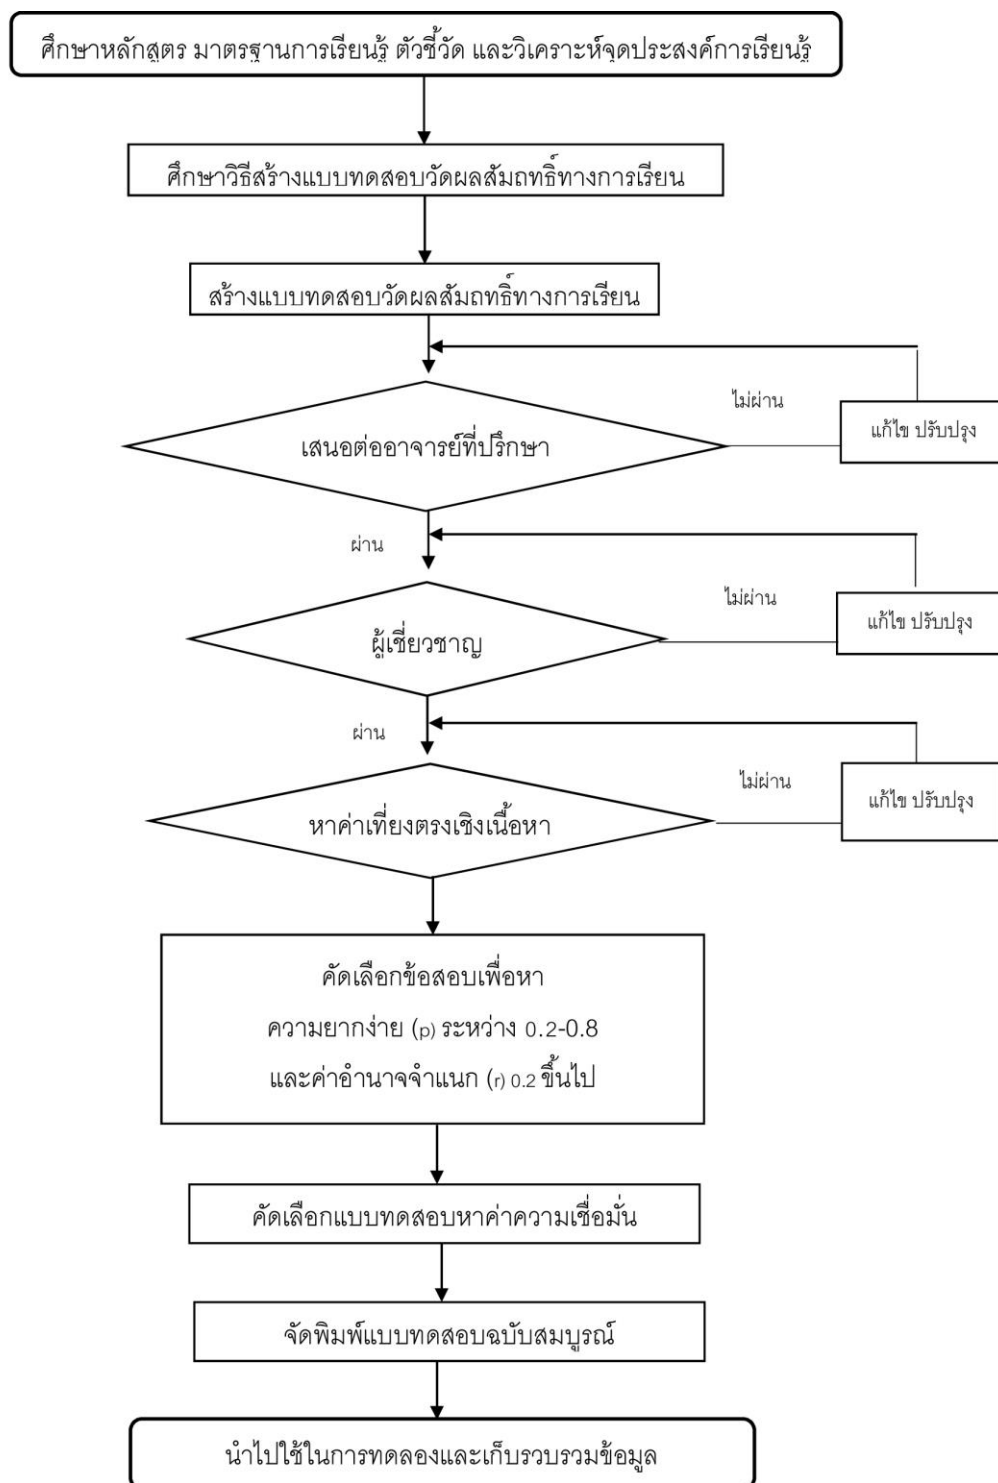 ศึกษาหลักสูตร มาตรฐานการเรียนรู้ ตัวชี้วัด และวิเคราะห์จุดประสงค์การเรียนรู้
ศึกษาวิธีสร้างแบบทดสอบวัดผลสัมฤทธิ์ทางการเรียน
สร้างแบบทดสอบวัดผลสัมฤทธิ์ทางการเรียน
ไม่ผ่าน
แก้ไข ปรับปรุง
เสนอต่ออาจารย์ที่ปรึกษา
ผ่าน
ไม่ผ่าน
แก้ไข ปรับปรุง
ผู้เชี่ยวชาญ
ผ่าน
ไม่ผ่าน
แก้ไข ปรับปรุง
หาค่าเที่ยงตรงเชิงเนื้อหา
คัดเลือกข้อสอบเพื่อหา
ความยากง่าย (p) ระหว่าง 0.2-0.8
และค่าอำนาจจำแนก (r) 0.2 ขึ้นไป
คัดเลือกแบบทดสอบหาค่าความเชื่อมั่น
จัดพิมพ์แบบทดสอบฉบับสมบูรณ์
นำไปใช้ในการทดลองและเก็บรวบรวมข้อมูล